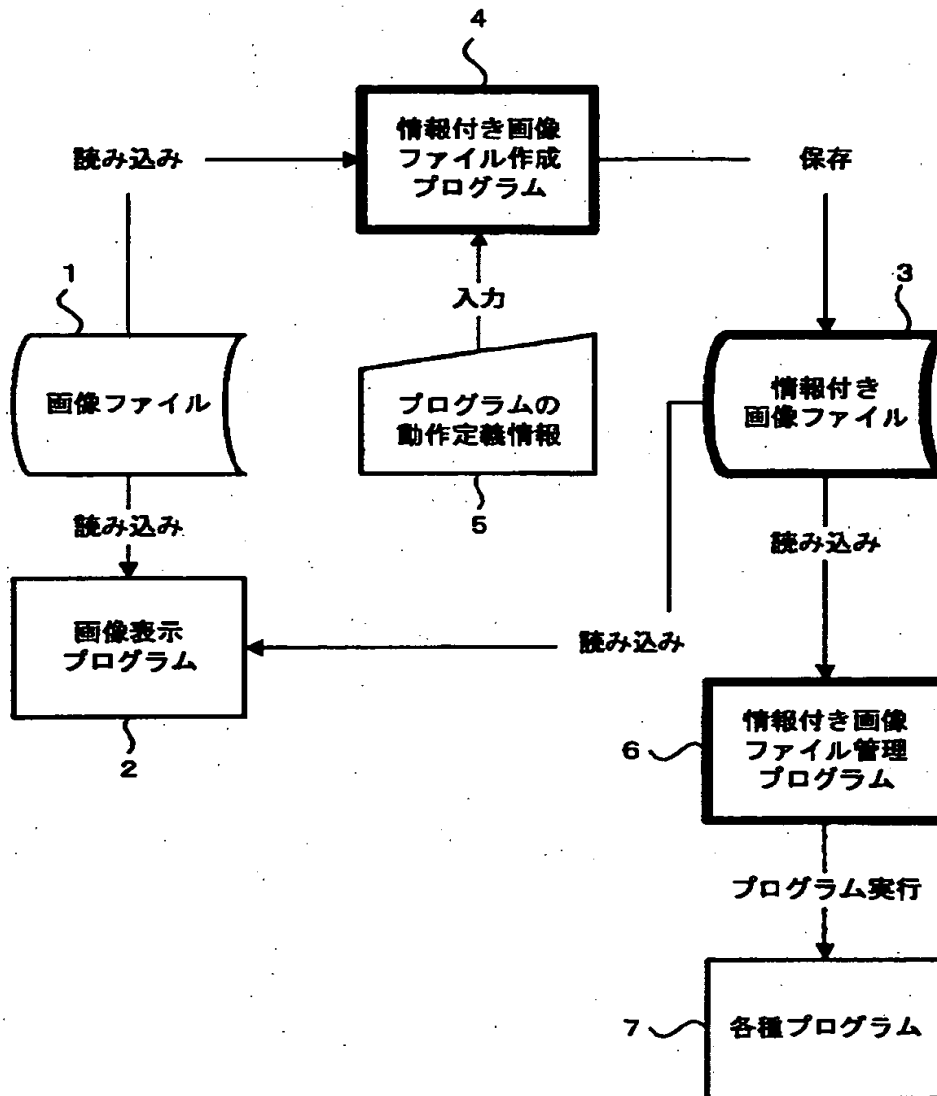 4
情報付き画像
ファイル作成
プログラム
読み込み
保存
1
入力
3
画像ファイル
プログラムの
動作定義情報
情報付き
画像ファイル
5
読み込み
読み込み
画像表示
プログラム
読み込み
2
6
情報付き画像
ファイル管理
プログラム
プログラム実行
7
各種プログラム